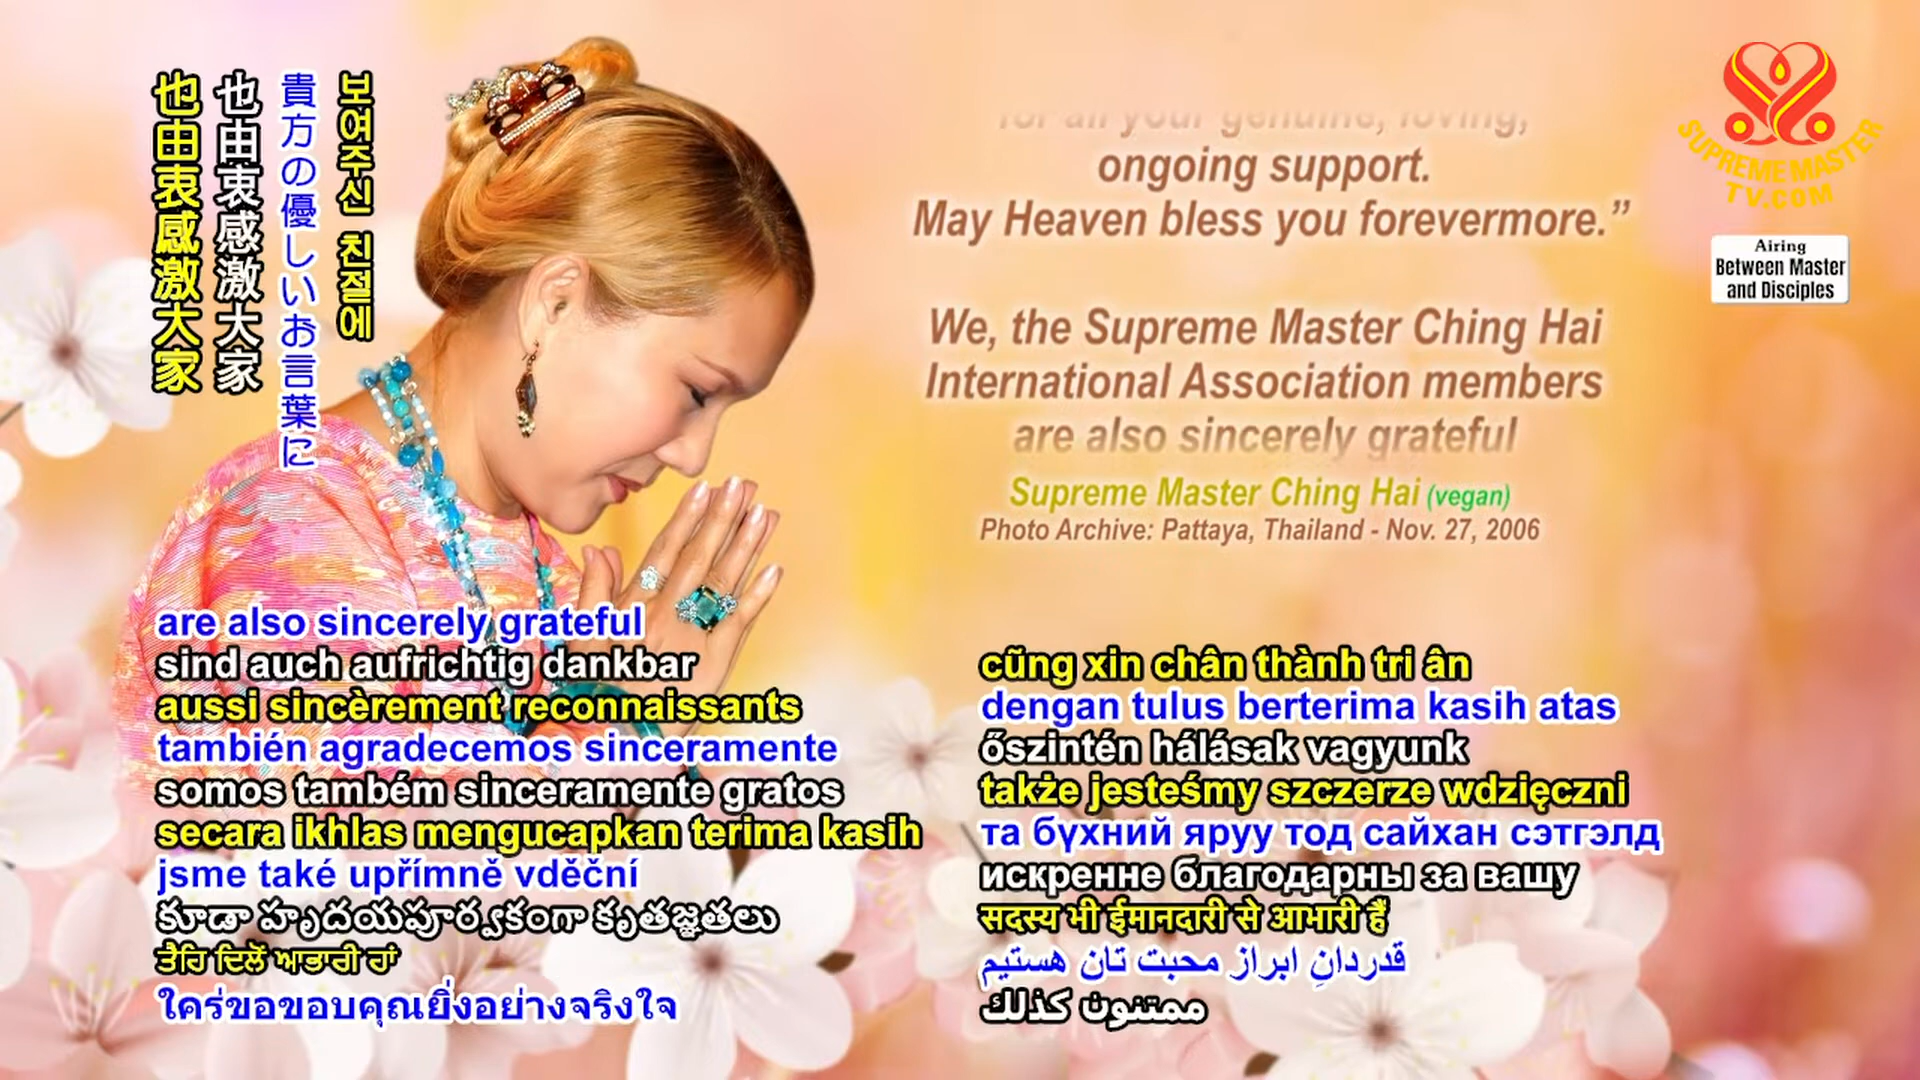 보여주신 친절에
貴方の優しいお言葉に
也由衷感激大家
也由衷感激大家
for all your genuine, loving,
ongoing support.
May Heaven bless you forevermore.”
We, the Supreme Master Ching Hai
International Association members
are also sincerely grateful
Supreme Master Ching Hai (vegan)
Photo Archive: Pattaya, Thailand - Nov. 27, 2006
SUPREME MASTER
TV.COM
Airing
Between Master
and Disciples
are also sincerely grateful
sind auch aufrichtig dankbar
aussi sincèrement reconnaissants
también agradecemos sinceramente
somos também sinceramente gratos
secara ikhlas mengucapkan terima kasih
jsme také upřímně vděční
కూడా హృదయపూర్వకంగా కృతజ్ఞతలు
ਤੈਹਿ ਦਿਲੋਂ ਆਭਾਰੀ ਹਾਂ
ใคร่ขอขอบคุณยิ่งอย่างจริงใจ
cũng xin chân thành tri ân
dengan tulus berterima kasih atas
őszintén hálásak vagyunk
także jesteśmy szczerze wdzięczni
та бүхний яруу тод сайхан сэтгэлд
искренне благодарны за вашу
सदस्य भी ईमानदारी से आभारी हैं
قدردانِ ابراز محبت تان هستیم
ممتنون كذلك